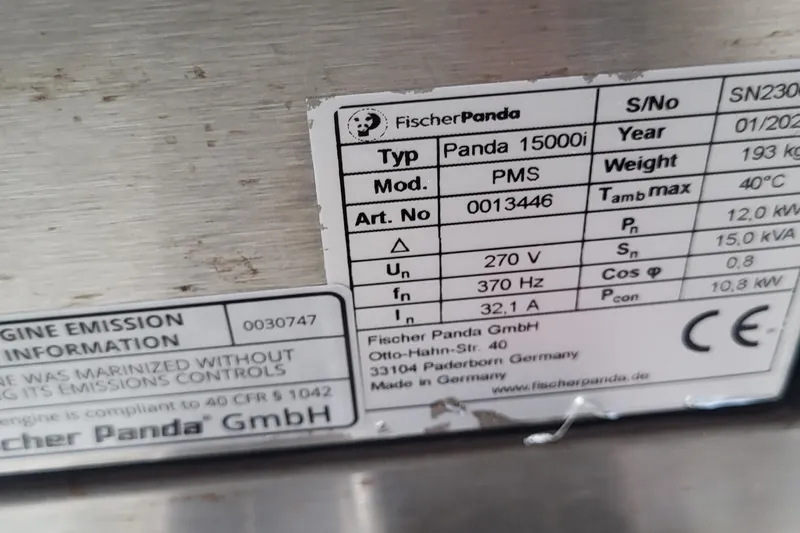 FischerPanda
Typ Panda 15000i
Mod. PMS
Art. No 0013446
Δ
Un 270 V
fn 370 Hz
In 32,1 A
S/No SN230
Year 01/202
Weight 193 kg
Tamb max 40°C
Pn 12,0 kW
Sn 15,0 kVA
Cos φ 0,8
Pcon 10,8 kW
Fischer Panda GmbH
Otto-Hahn-Str. 40
33104 Paderborn Germany
Made in Germany
www.fischerpanda.de
CE
GINE EMISSION
INFORMATION
0030747
NE WAS MARINIZED WITHOUT
G ITS EMISSIONS CONTROLS
engine is compliant to 40 CFR § 1042
scher Panda® GmbH